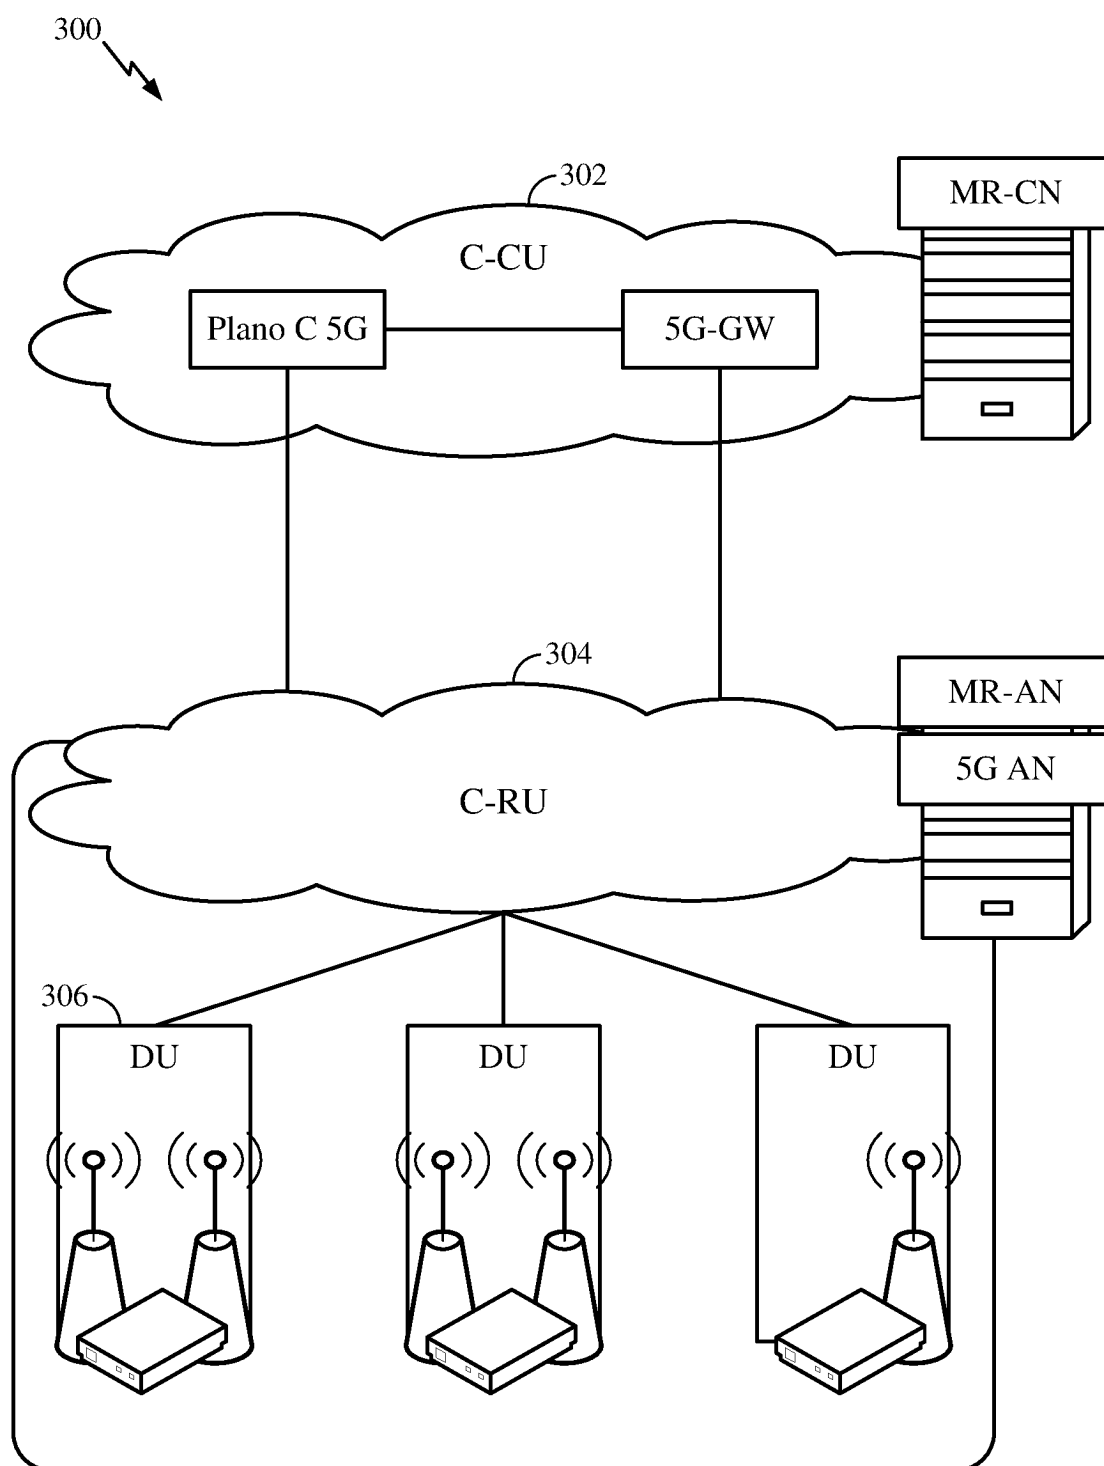 300
302
MR-CN
C-CU
Plano C 5G
5G-GW
304
MR-AN
5G AN
C-RU
306
DU
DU
DU